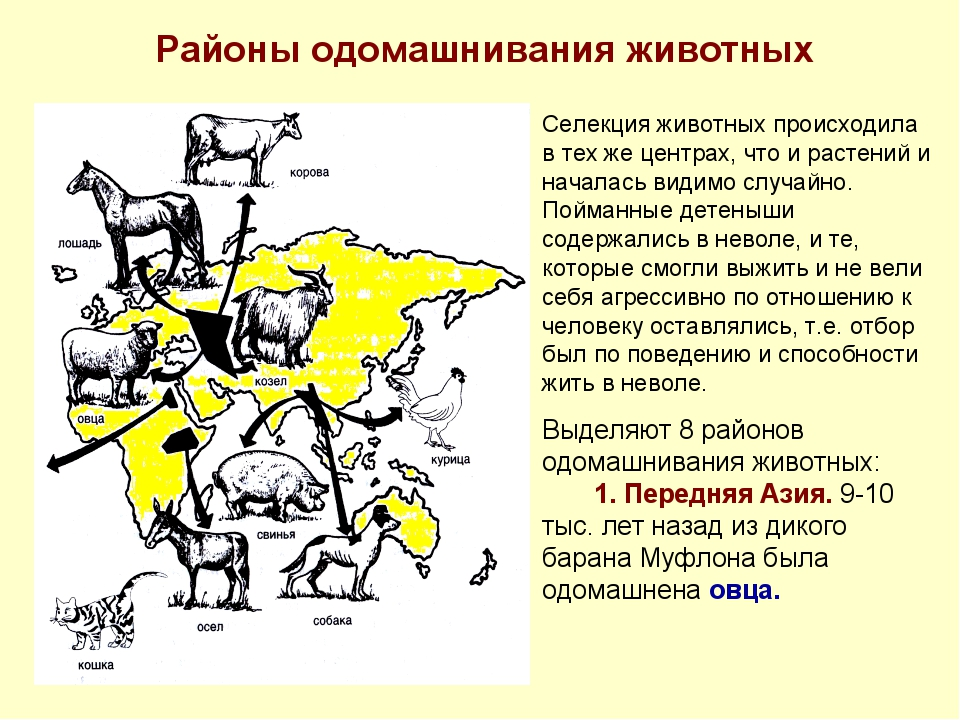 Районы одомашнивания животных
корова
лошадь
козел
овца
курица
свинья
осел
собака
кошка
Селекция животных происходила
в тех же центрах, что и растений и
началась видимо случайно.
Пойманные детеныши
содержались в неволе, и те,
которые смогли выжить и не вели
себя агрессивно по отношению к
человеку оставлялись, т.е. отбор
был по поведению и способности
жить в неволе.
Выделяют 8 районов
одомашнивания животных:
1. Передняя Азия. 9-10
тыс. лет назад из дикого
барана Муфлона была
одомашнена овца.